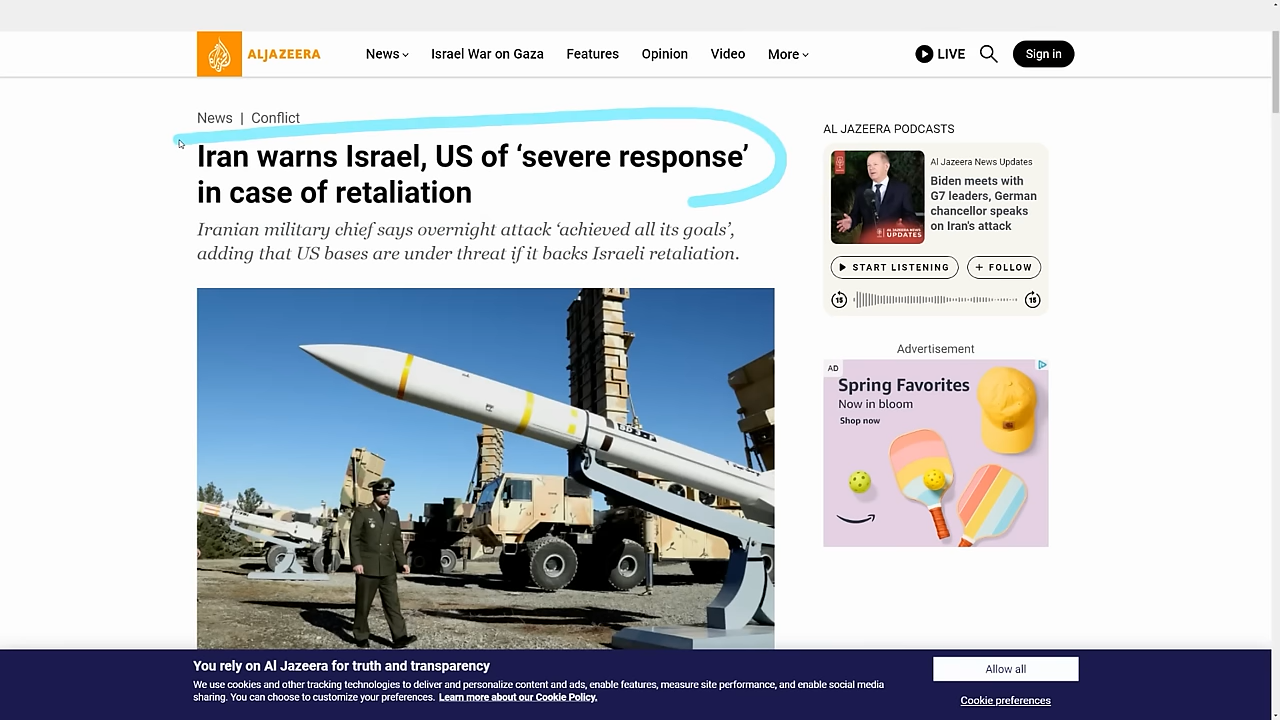 ALJAZEERA
News
Israel War on Gaza
Features
Opinion
Video
More
LIVE
Sign in
News | Conflict
Iran warns Israel, US of ‘severe response’
in case of retaliation
Iranian military chief says overnight attack ‘achieved all its goals’,
adding that US bases are under threat if it backs Israeli retaliation.
AL JAZEERA PODCASTS
Al Jazeera News Updates
Biden meets with
G7 leaders, German
chancellor speaks
on Iran's attack
UPDATES
START LISTENING
+ FOLLOW
15
15
Advertisement
AD
Spring Favorites
Now in bloom
Shop now
You rely on Al Jazeera for truth and transparency
We use cookies and other tracking technologies to deliver and personalize content and ads, enable features, measure site performance, and enable social media
sharing. You can choose to customize your preferences. Learn more about our Cookie Policy.
Allow all
Cookie preferences